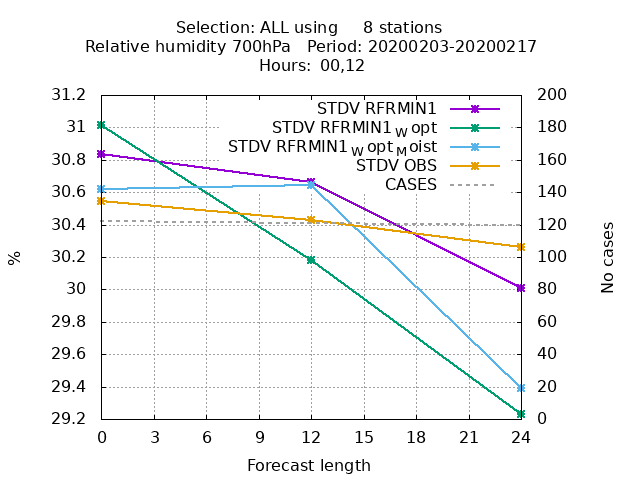 Selection: ALL using     8 stations
Relative humidity 700hPa   Period: 20200203-20200217
Hours: 00,12
31.2
31
30.8
30.6
30.4
30.2
30
29.8
29.6
29.4
29.2
%
STDV RFRMIN1
STDV RFRMIN1_W opt
STDV RFRMIN1_W opt_M oist
STDV OBS
CASES
200
180
160
140
120
100
80
60
40
20
0
No cases
0 3 6 9 12 15 18 21 24
Forecast length